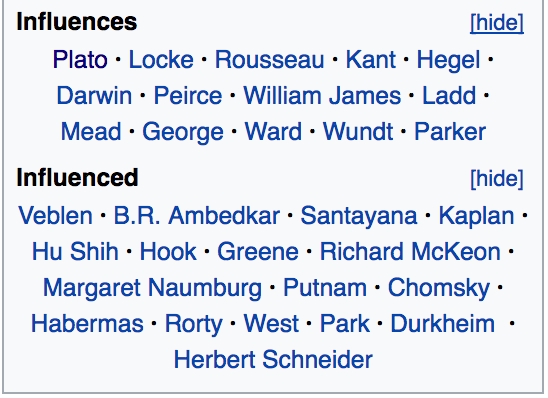 Influences [hide]
Plato · Locke · Rousseau · Kant · Hegel ·
Darwin · Peirce · William James · Ladd ·
Mead · George · Ward · Wundt · Parker
Influenced [hide]
Veblen · B.R. Ambedkar · Santayana · Kaplan ·
Hu Shih · Hook · Greene · Richard McKeon ·
Margaret Naumburg · Putnam · Chomsky ·
Habermas · Rorty · West · Park · Durkheim ·
Herbert Schneider